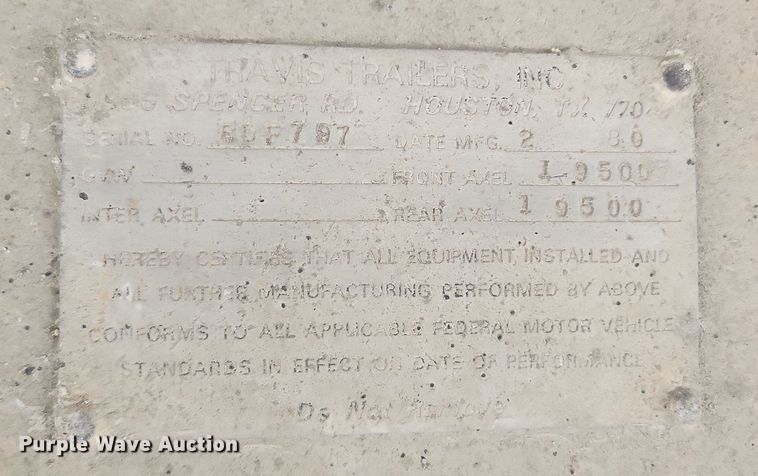 TRAVIS TRAILERS, INC.
SPENCER RD. HOUSTON, TX. 770
SERIAL NO. DATE MFG. 2 80
GVW FRONT AXEL 19500
INTER AXEL REAR AXEL 19500
I HEREBY CERTIFIES THAT ALL EQUIPMENT INSTALLED AND
ALL FURTHER MANUFACTURING PERFORMED BY ABOVE
CONFORMS TO ALL APPLICABLE FEDERAL MOTOR VEHICLE
STANDARDS IN EFFECT ON DATE OF PERFORMANCE
Do Not Remove
Purple Wave Auction